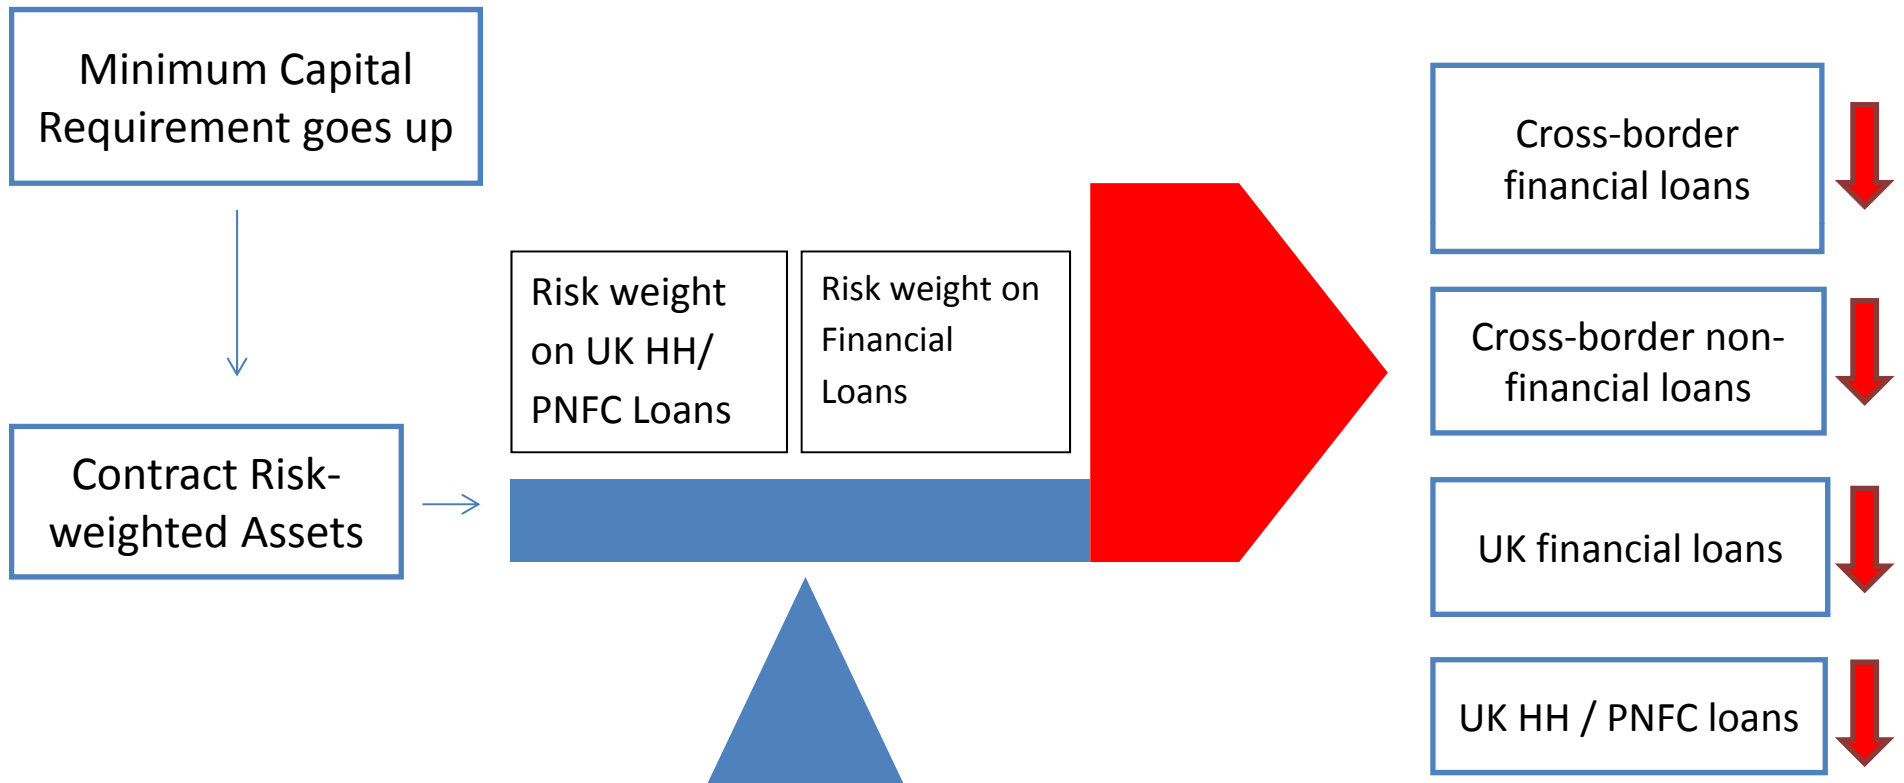 Minimum Capital
Requirement goes up
Contract Risk-
weighted Assets
Risk weight
on UK HH/
PNFC Loans
Risk weight on
Financial
Loans
Cross-border
financial loans
Cross-border non-
financial loans
UK financial loans
UK HH / PNFC loans